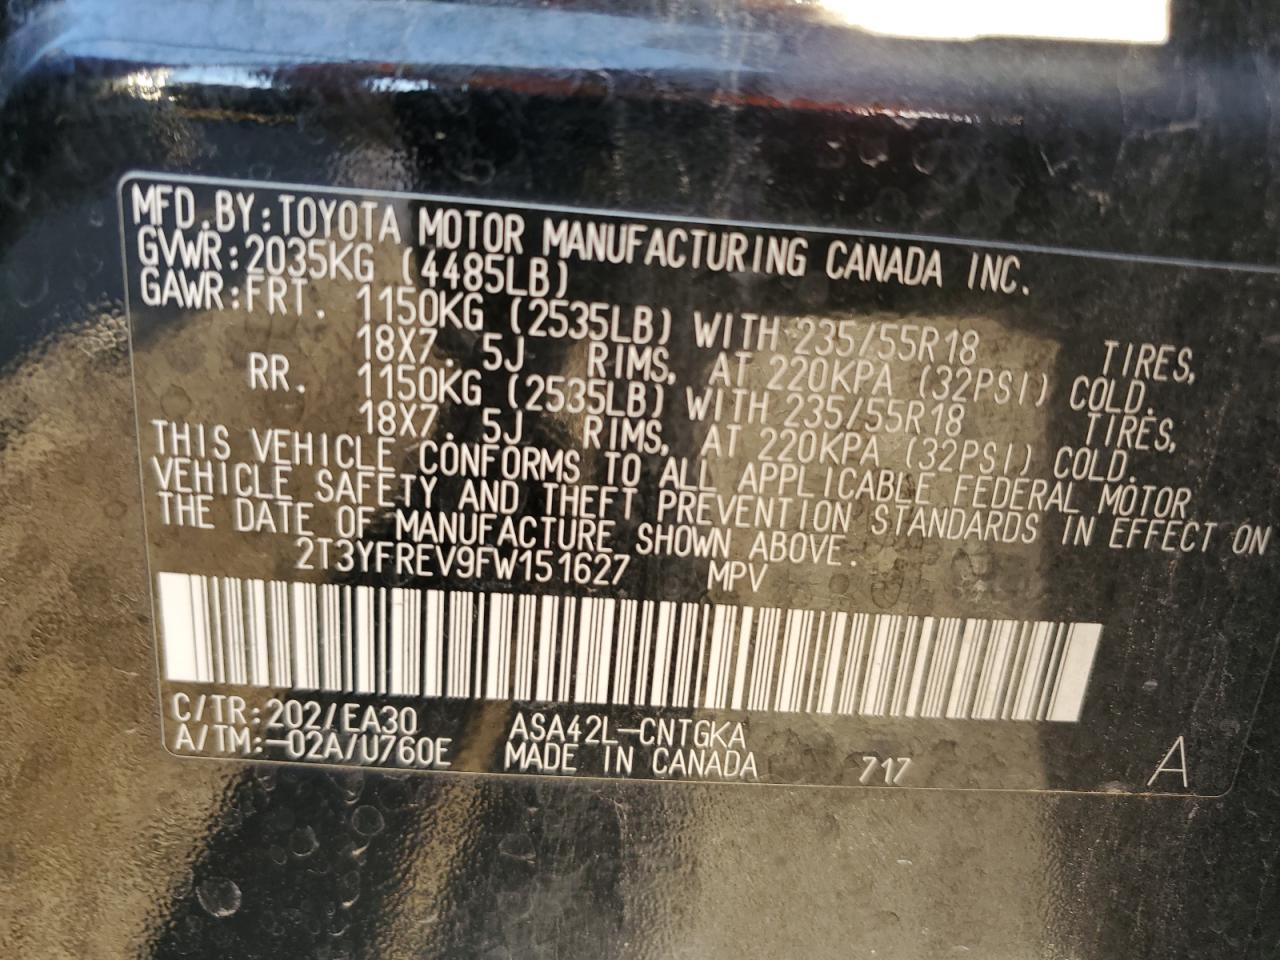 MFD.BY:TOYOTA MOTOR MANUFACTURING CANADA INC.
GVWR:2035KG (4485LB)
GAWR:FRT. 1150KG (2535LB) WITH 235/55R18 TIRES,
18X7. 5J RIMS, AT 220KPA (32PSI) COLD.
RR. 1150KG (2535LB) WITH 235/55R18 TIRES,
18X7. 5J RIMS, AT 220KPA (32PSI) COLD.
THIS VEHICLE CONFORMS TO ALL APPLICABLE FEDERAL MOTOR
VEHICLE SAFETY AND THEFT PREVENTION STANDARDS IN EFFECT ON
THE DATE OF MANUFACTURE SHOWN ABOVE.
2T3YFREV9FW151627 MPV
C/TR:202/EA30 ASA42L-CNTGKA
A/TM:-02A/U760E MADE IN CANADA 717 A